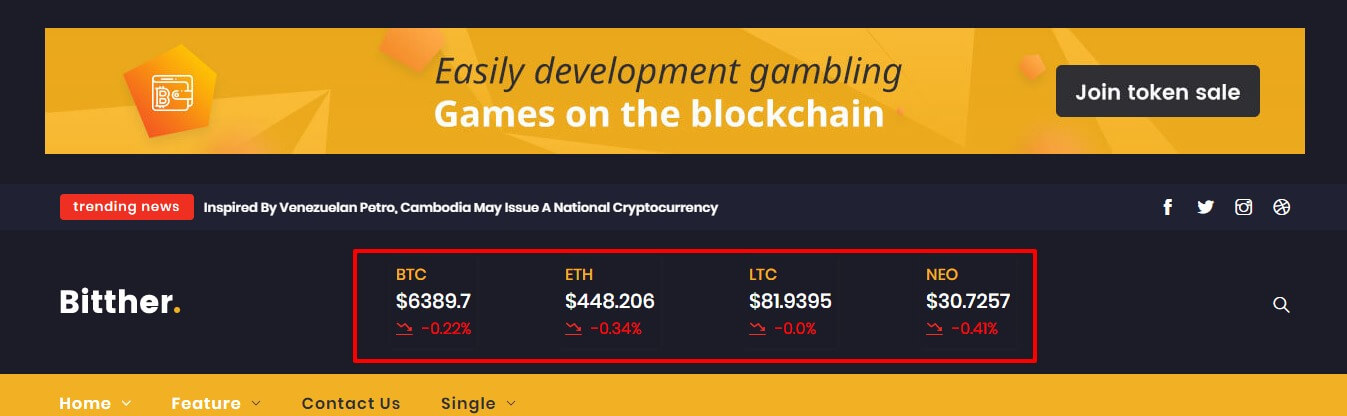 Easily development gambling
Games on the blockchain
Join token sale
trending news Inspired By Venezuelan Petro, Cambodia May Issue A National Cryptocurrency
Bitther.
BTC ETH LTC NEO
$6389.7 $448.206 $81.9395 $30.7257
-0.22% -0.34% -0.0% -0.41%
Home Feature Contact Us Single